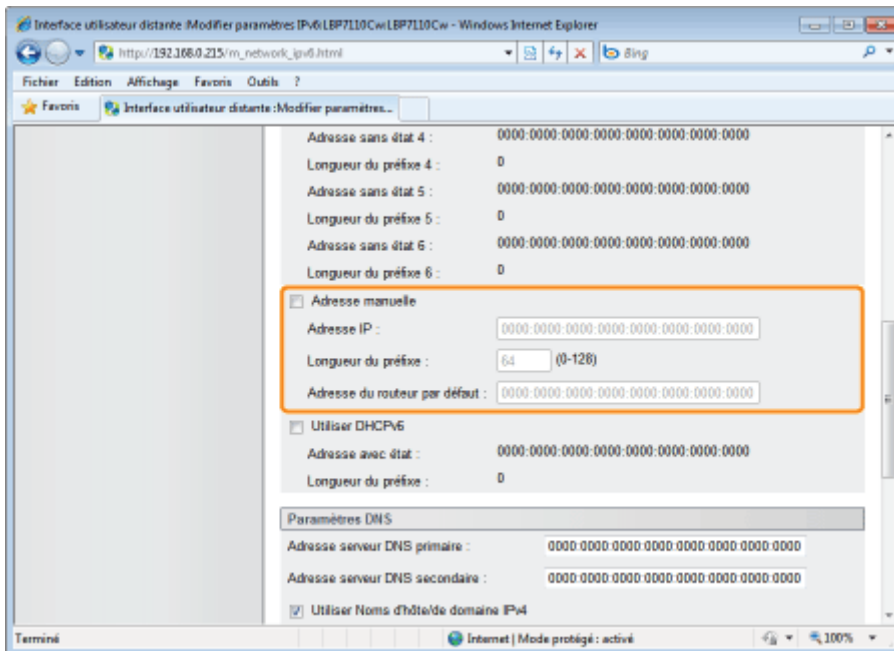 Interface utilisateur distante :Modifier paramètres IPv6:LBP7110Cw:LBP7110Cw - Windows Internet Explorer
http://192.168.0.215/m_network_ipv6.html
Bing
Fichier Edition Affichage Favoris Outils ?
Favoris Interface utilisateur distante :Modifier paramètres...
Adresse sans état 4 : 0000:0000:0000:0000:0000:0000:0000:0000
Longueur du préfixe 4 : 0
Adresse sans état 5 : 0000:0000:0000:0000:0000:0000:0000:0000
Longueur du préfixe 5 : 0
Adresse sans état 6 : 0000:0000:0000:0000:0000:0000:0000:0000
Longueur du préfixe 6 : 0
Adresse manuelle
Adresse IP : 0000:0000:0000:0000:0000:0000:0000:0000
Longueur du préfixe : 64 (0-128)
Adresse du routeur par défaut : 0000:0000:0000:0000:0000:0000:0000:0000
Utiliser DHCPv6
Adresse avec état : 0000:0000:0000:0000:0000:0000:0000:0000
Longueur du préfixe : 0
Paramètres DNS
Adresse serveur DNS primaire : 0000:0000:0000:0000:0000:0000:0000:0000
Adresse serveur DNS secondaire : 0000:0000:0000:0000:0000:0000:0000:0000
Utiliser Noms d'hôte/de domaine IPv4
Terminé Internet | Mode protégé : activé 100%